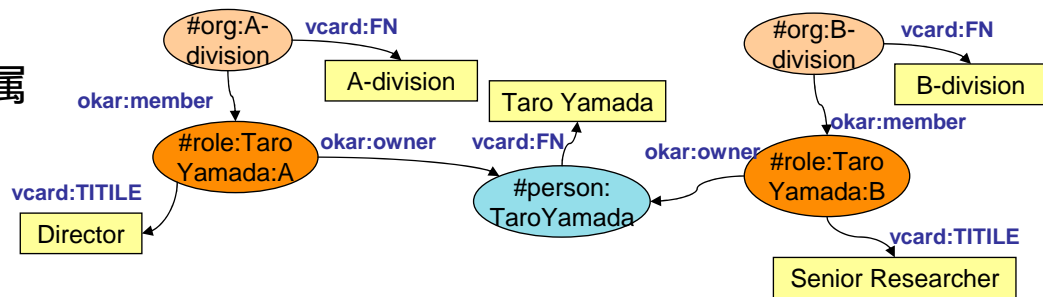 #org:A-
division
vcard:FN
A-division
属
okar:member
#role:Taro
Yamada:A
okar:owner
vcard:TITILE
Director
Taro Yamada
vcard:FN
#person:
TaroYamada
#org:B-
division
vcard:FN
B-division
okar:member
okar:owner
#role:Taro
Yamada:B
vcard:TITILE
Senior Researcher